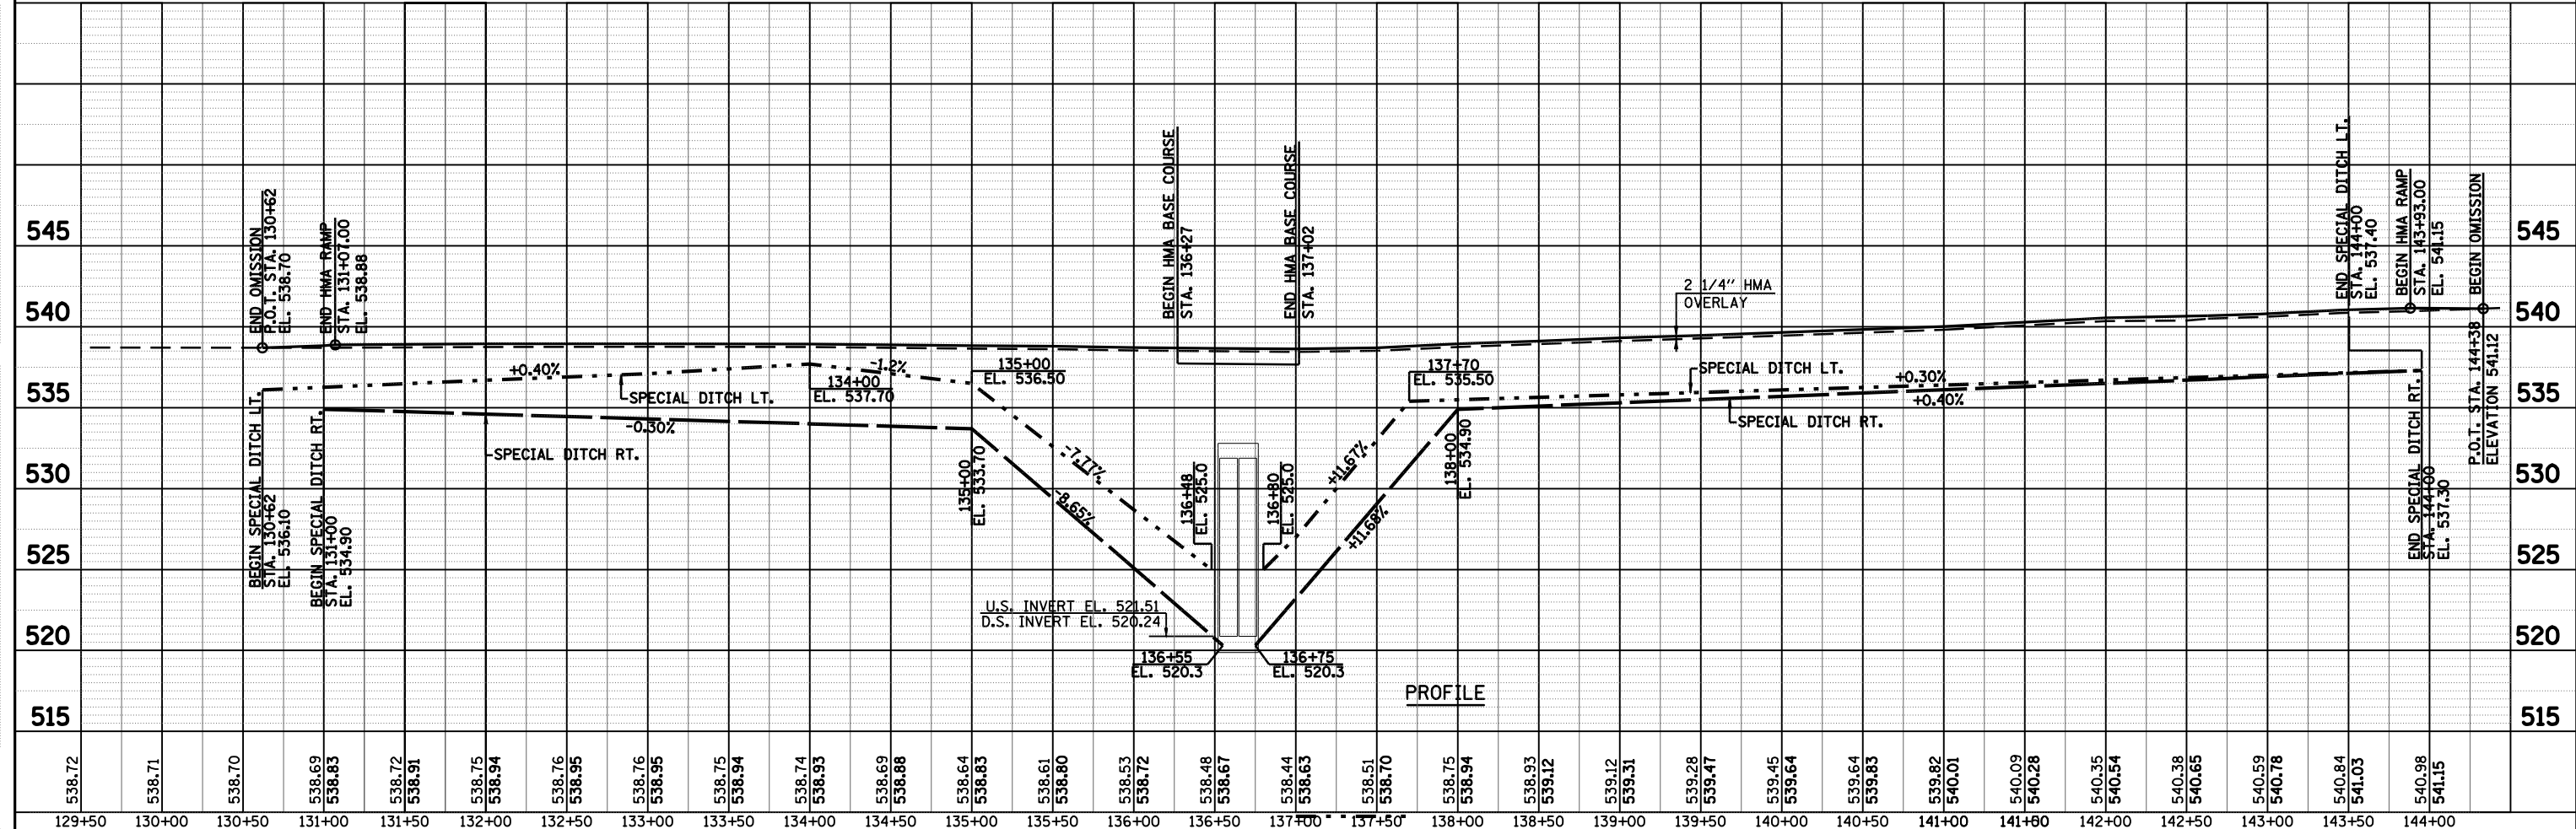 END OMISSION
P.O.T. STA. 130+62
EL. 538.70
END HMA RAMP
STA. 131+07.00
EL. 538.88
BEGIN HMA BASE COURSE
STA. 136+27
END HMA BASE COURSE
STA. 137+02
END SPECIAL DITCH LT.
STA. 144+00
EL. 537.40
BEGIN HMA RAMP
STA. 143+93.00
EL. 541.15
BEGIN OMISSION
P.O.T. STA. 144+38
ELEVATION 541.12
545
545
540
540
535
535
530
530
525
525
520
520
515
515
2 1/4" HMA
OVERLAY
+0.40%
-1.2%
134+00
EL. 537.70
135+00
EL. 536.50
137+70
EL. 535.50
SPECIAL DITCH LT.
SPECIAL DITCH LT.
+0.30%
+0.40%
SPECIAL DITCH RT.
-0.30%
SPECIAL DITCH RT.
BEGIN SPECIAL DITCH LT.
STA. 130+62
EL. 536.10
BEGIN SPECIAL DITCH RT.
STA. 131+00
EL. 534.90
135+00
EL. 533.70
-7.77%
-8.65%
136+48
EL. 525.0
136+80
EL. 525.0
+11.67%
+11.68%
138+00
EL. 534.90
END SPECIAL DITCH RT.
STA. 144+00
EL. 537.30
U.S. INVERT EL. 521.51
D.S. INVERT EL. 520.24
136+55
EL. 520.3
136+75
EL. 520.3
PROFILE
538.72
538.71
538.70
538.69
538.83
538.72
538.91
538.75
538.94
538.76
538.95
538.76
538.95
538.75
538.94
538.74
538.93
538.69
538.88
538.64
538.83
538.61
538.80
538.53
538.72
538.48
538.67
538.44
538.63
538.51
538.70
538.75
538.94
538.93
539.12
539.12
539.31
539.28
539.47
539.45
539.64
539.64
539.83
539.82
540.01
540.09
540.28
540.35
540.54
540.38
540.65
540.59
540.78
540.84
541.03
540.98
541.15
129+50 130+00 130+50 131+00 131+50 132+00 132+50 133+00 133+50 134+00 134+50 135+00 135+50 136+00 136+50 137+00 137+50 138+00 138+50 139+00 139+50 140+00 140+50 141+00 141+50 142+00 142+50 143+00 143+50 144+00